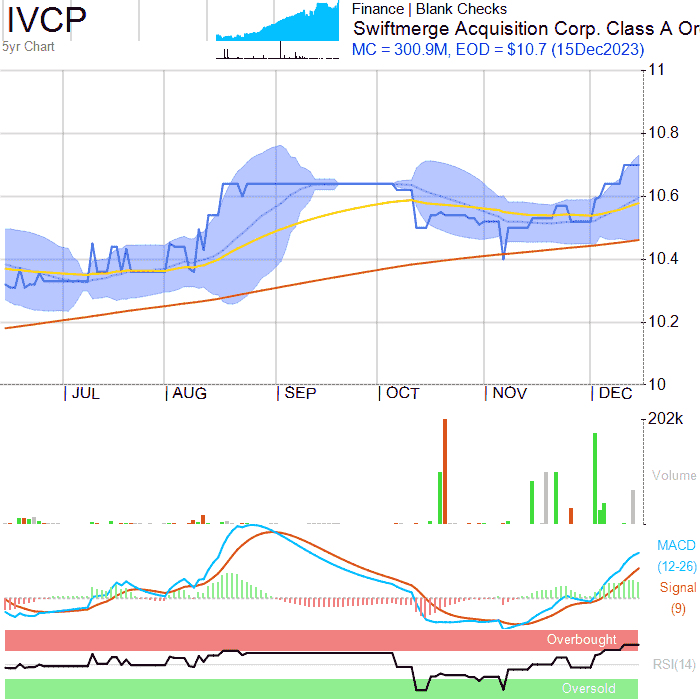 IVCP
5yr Chart
Finance | Blank Checks
Swiftmerge Acquisition Corp. Class A Or
MC = 300.9M, EOD = $10.7 (15Dec2023)
11
10.8
10.6
10.4
10.2
10
JUL AUG SEP OCT NOV DEC
202k
Volume
MACD
(12-26)
Signal
(9)
Overbought
RSI(14)
Oversold